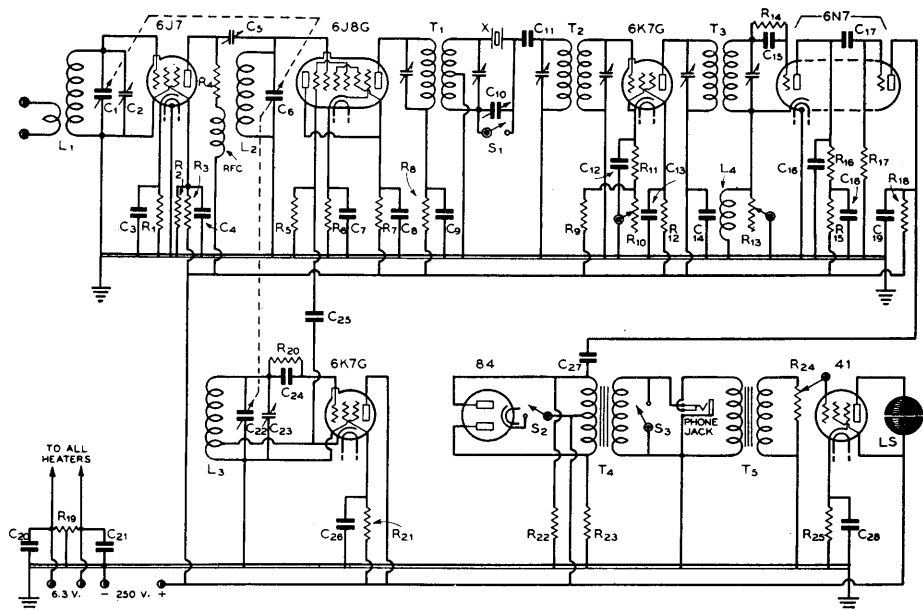 6J7
C5
6J8G
T1
X
C11
T2
6K7G
T3
R14
C15
6N7
C17
L1
C1
C2
R4
L2
C6
C10
S1
RFC
R2
R3
R8
C12
R11
C13
L4
C16
R16
C18
R17
R18
C3
R1
C4
R5
R6
C7
R7
C8
C9
R9
R10
R12
C14
R13
R15
C19
C25
R20
6K7G
84
C27
R24
41
C24
C22
C23
L3
S2
S3
PHONE JACK
T4
T5
LS
TO ALL
HEATERS
R19
C20
C21
C26
R21
R22
R23
R25
C28
6.3 V.
- 250 V. +